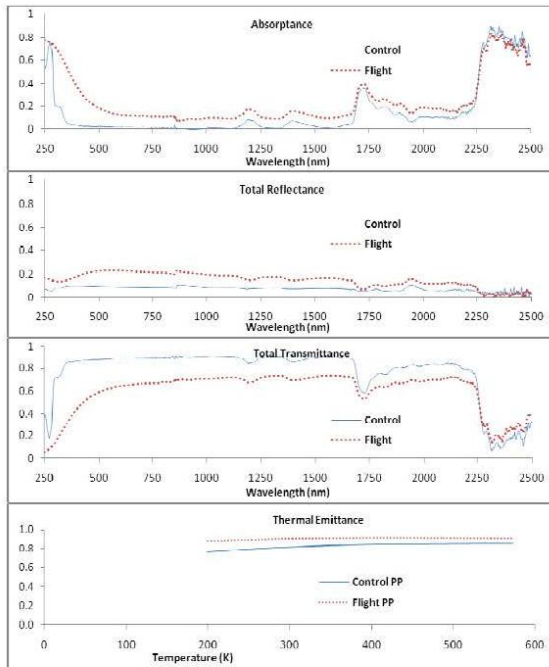 Absorptance
1
0.8
0.6
0.4
0.2
0
Control
Flight
250 500 750 1000 1250 1500 1750 2000 2250 2500
Wavelength (nm)
Total Reflectance
1
0.8
0.6
0.4
0.2
0
Control
Flight
250 500 750 1000 1250 1500 1750 2000 2250 2500
Total Transmittance
1
0.8
0.6
0.4
0.2
0
Control
Flight
250 500 750 1000 1250 1500 1750 2000 2250 2500
Wavelength (nm)
Thermal Emittance
1.0
0.8
0.6
0.4
0.2
0.0
Control PP
Flight PP
0 100 200 300 400 500 600
Temperature (K)